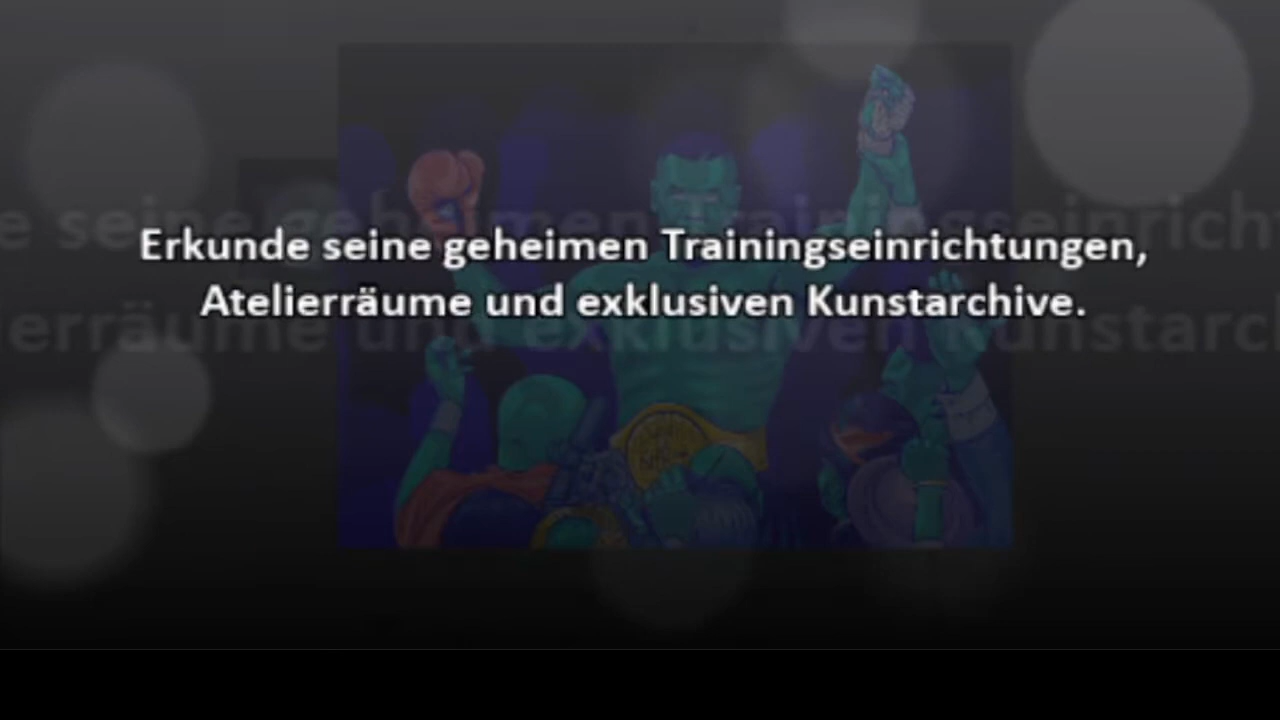 Erkunde seine geheimen Trainingseinrichtungen,
Atelierräume und exklusiven Kunstarchive.